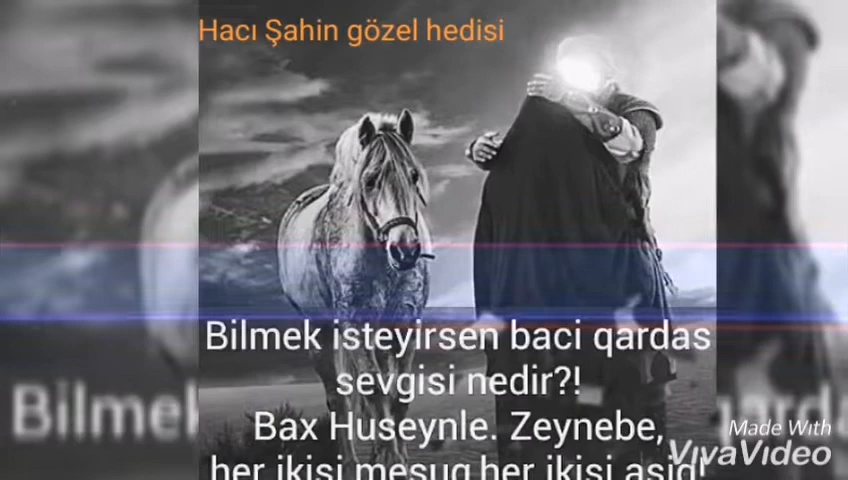 Hacı Şahin gözel hedisi
Bilmek isteyirsen baci qardas
sevgisi nedir?!
Bax Huseynle. Zeynebe,
her ikisi mesuq her ikisi asiq!
Made With
VivaVideo
Bilmek